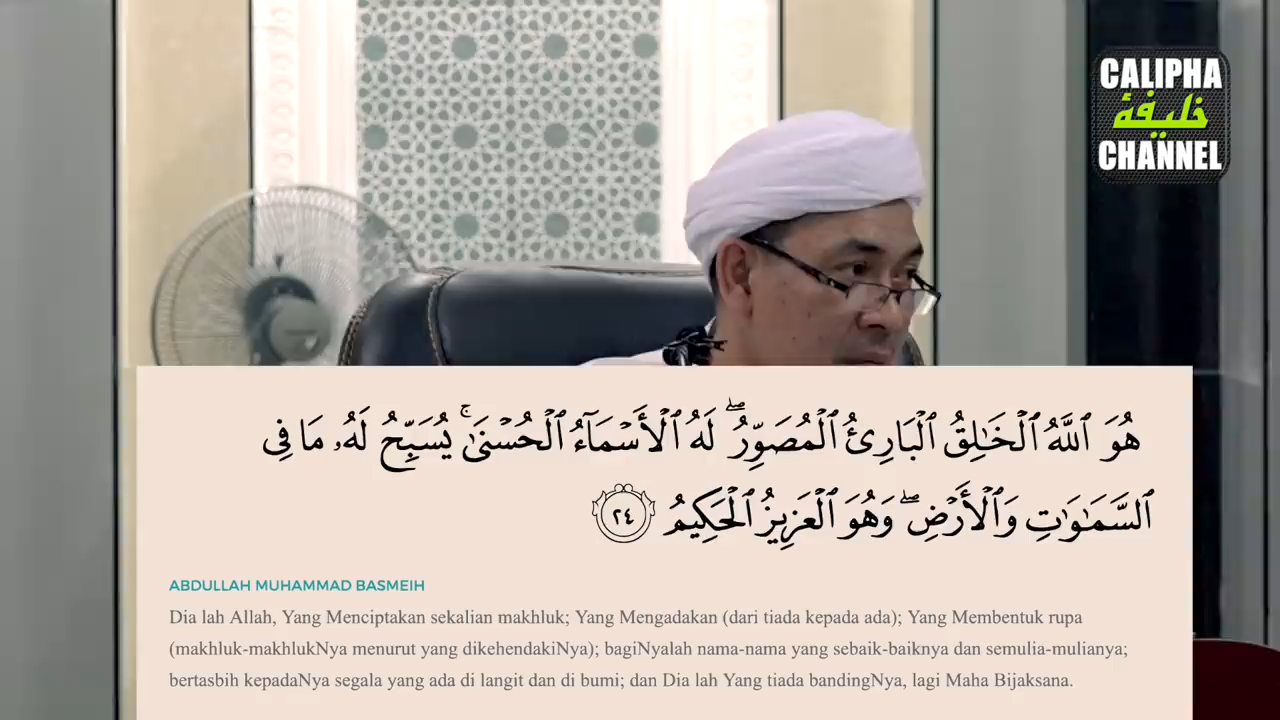 CALIPHA
خليفة
CHANNEL
هُوَ ٱللَّهُ ٱلْخَـٰلِقُ ٱلْبَارِئُ ٱلْمُصَوِّرُ ۖ لَهُ ٱلْأَسْمَآءُ ٱلْحُسْنَىٰ ۚ يُسَبِّحُ لَهُۥ مَا فِى
ٱلسَّمَـٰوَٰتِ وَٱلْأَرْضِ ۖ وَهُوَ ٱلْعَزِيزُ ٱلْحَكِيمُ ٢٤
ABDULLAH MUHAMMAD BASMEIH
Dia lah Allah, Yang Menciptakan sekalian makhluk; Yang Mengadakan (dari tiada kepada ada); Yang Membentuk rupa
(makhluk-makhlukNya menurut yang dikehendakiNya); bagiNyalah nama-nama yang sebaik-baiknya dan semulia-mulianya;
bertasbih kepadaNya segala yang ada di langit dan di bumi; dan Dia lah Yang tiada bandingNya, lagi Maha Bijaksana.